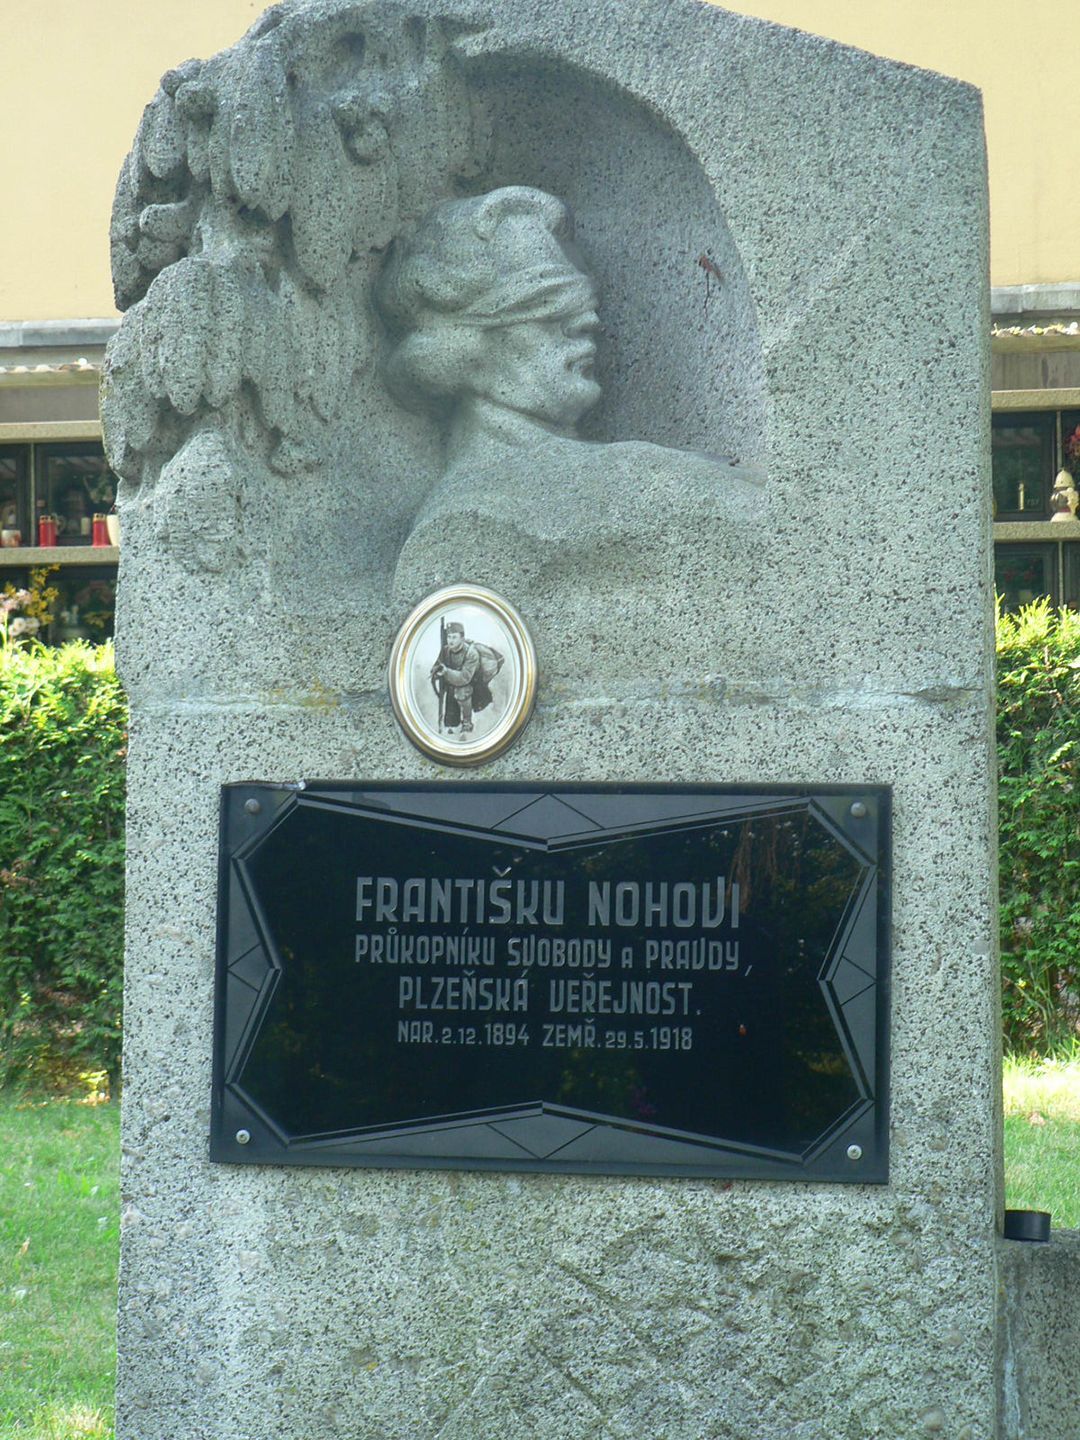 FRANTIŠKU NOHOVI
PRŮKOPNÍKU SVOBODY A PRAVDY,
PLZEŇSKÁ VEŘEJNOST.
NAR. 2.12.1894 ZEMŘ. 29.5.1918